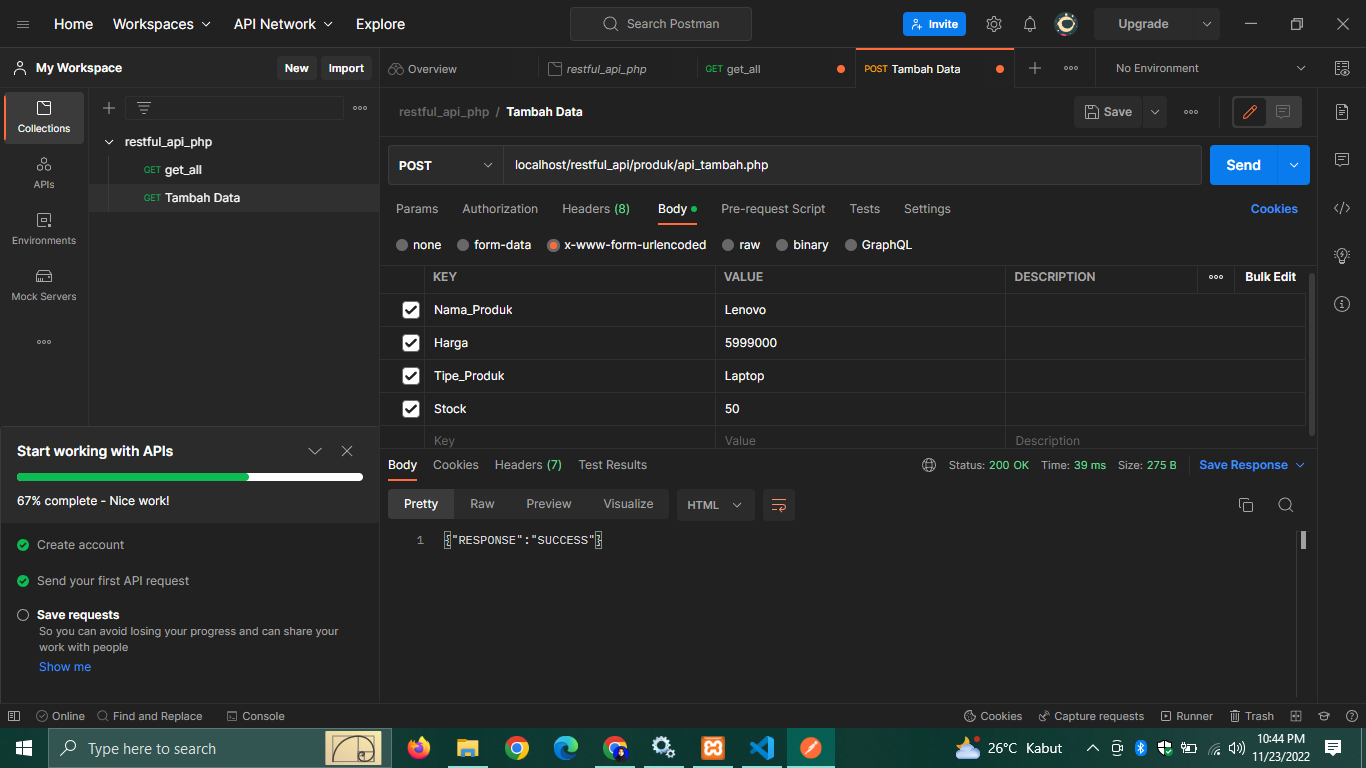 Home Workspaces API Network Explore Search Postman Invite Upgrade
My Workspace New Import Overview restful_api_php GET get_all POST Tambah Data No Environment
Collections
APIs
Environments
Mock Servers
restful_api_php
GET get_all
GET Tambah Data
restful_api_php / Tambah Data Save
POST localhost/restful_api/produk/api_tambah.php Send
Params Authorization Headers (8) Body Pre-request Script Tests Settings Cookies
none form-data x-www-form-urlencoded raw binary GraphQL
KEY VALUE DESCRIPTION Bulk Edit
Nama_Produk Lenovo
Harga 5999000
Tipe_Produk Laptop
Stock 50
Key Value Description
Body Cookies Headers (7) Test Results Status: 200 OK Time: 39 ms Size: 275 B Save Response
Pretty Raw Preview Visualize HTML
1 {"RESPONSE":"SUCCESS"}
Start working with APIs
67% complete - Nice work!
Create account
Send your first API request
Save requests
So you can avoid losing your progress and can share your
work with people
Show me
Online Find and Replace Console Cookies Capture requests Runner Trash
Type here to search 26°C Kabut 10:44 PM
11/23/2022